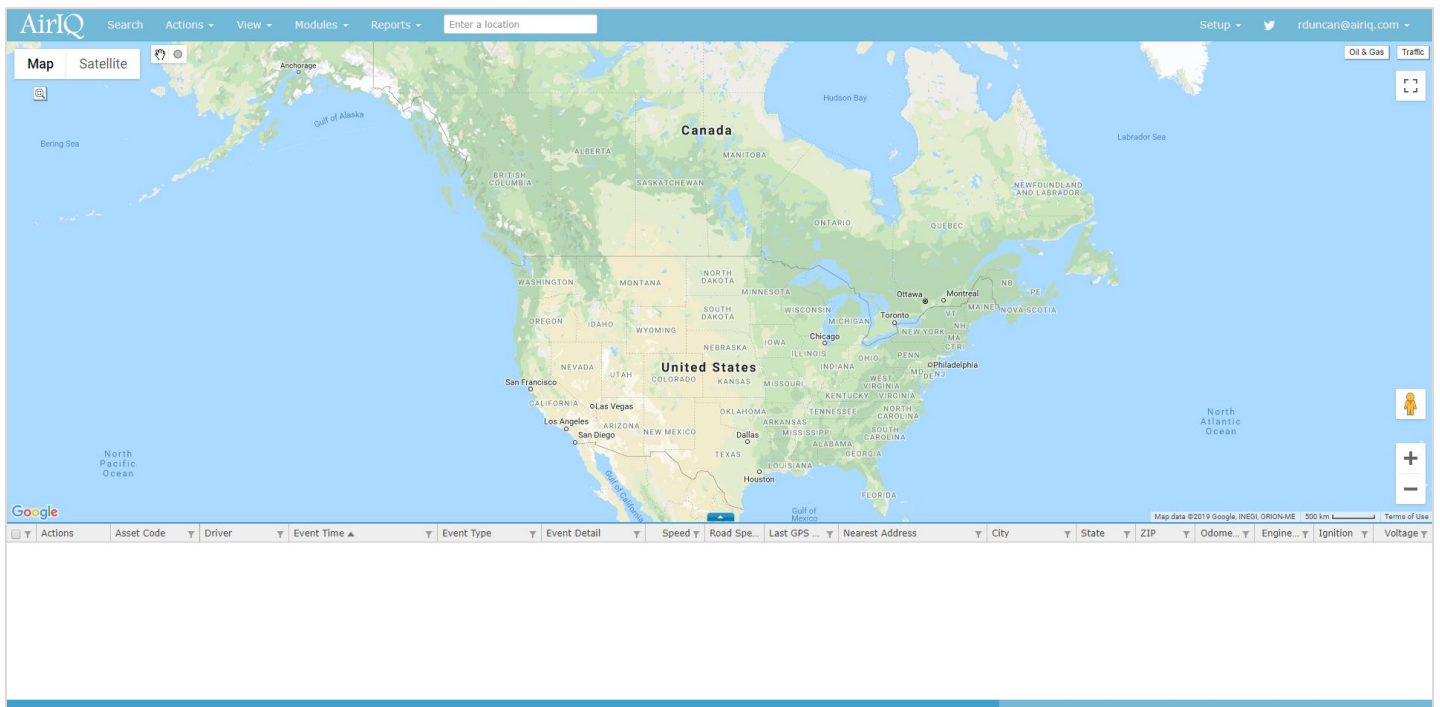 AirIQ Search Actions View Modules Reports Enter a location Setup rduncan@airiq.com
Map Satellite
Oil & Gas Traffic
Anchorage
Gulf of Alaska
Bering Sea
Hudson Bay
Labrador Sea
Canada
ALBERTA
MANITOBA
BRITISH
COLUMBIA
SASKATCHEWAN
NEWFOUNDLAND
AND LABRADOR
ONTARIO
QUEBEC
WASHINGTON
MONTANA
NORTH
DAKOTA
MINNESOTA
Ottawa
Montreal
NB
PE
NOVA SCOTIA
MAINE
OREGON
IDAHO
WYOMING
SOUTH
DAKOTA
WISCONSIN
MICHIGAN
Toronto
VT
NH
NEW YORK
MA
CT RI
Chicago
NEBRASKA
IOWA
ILLINOIS
INDIANA
OHIO
PENN
Philadelphia
MD
DE
NJ
NEVADA
UTAH
United States
COLORADO
KANSAS
MISSOURI
WEST
VIRGINIA
KENTUCKY
VIRGINIA
San Francisco
CALIFORNIA
Las Vegas
Los Angeles
ARIZONA
San Diego
NEW MEXICO
OKLAHOMA
ARKANSAS
TENNESSEE
NORTH
CAROLINA
Dallas
MISSISSIPPI
SOUTH
CAROLINA
ALABAMA
GEORGIA
TEXAS
LOUISIANA
Houston
FLORIDA
Gulf of
Mexico
Gulf of California
North
Pacific
Ocean
North
Atlantic
Ocean
Google
Map data ©2019 Google, INEGI, ORION-ME 500 km Terms of Use
Actions Asset Code Driver Event Time Event Type Event Detail Speed Road Spe... Last GPS ... Nearest Address City State ZIP Odome... Engine... Ignition Voltage